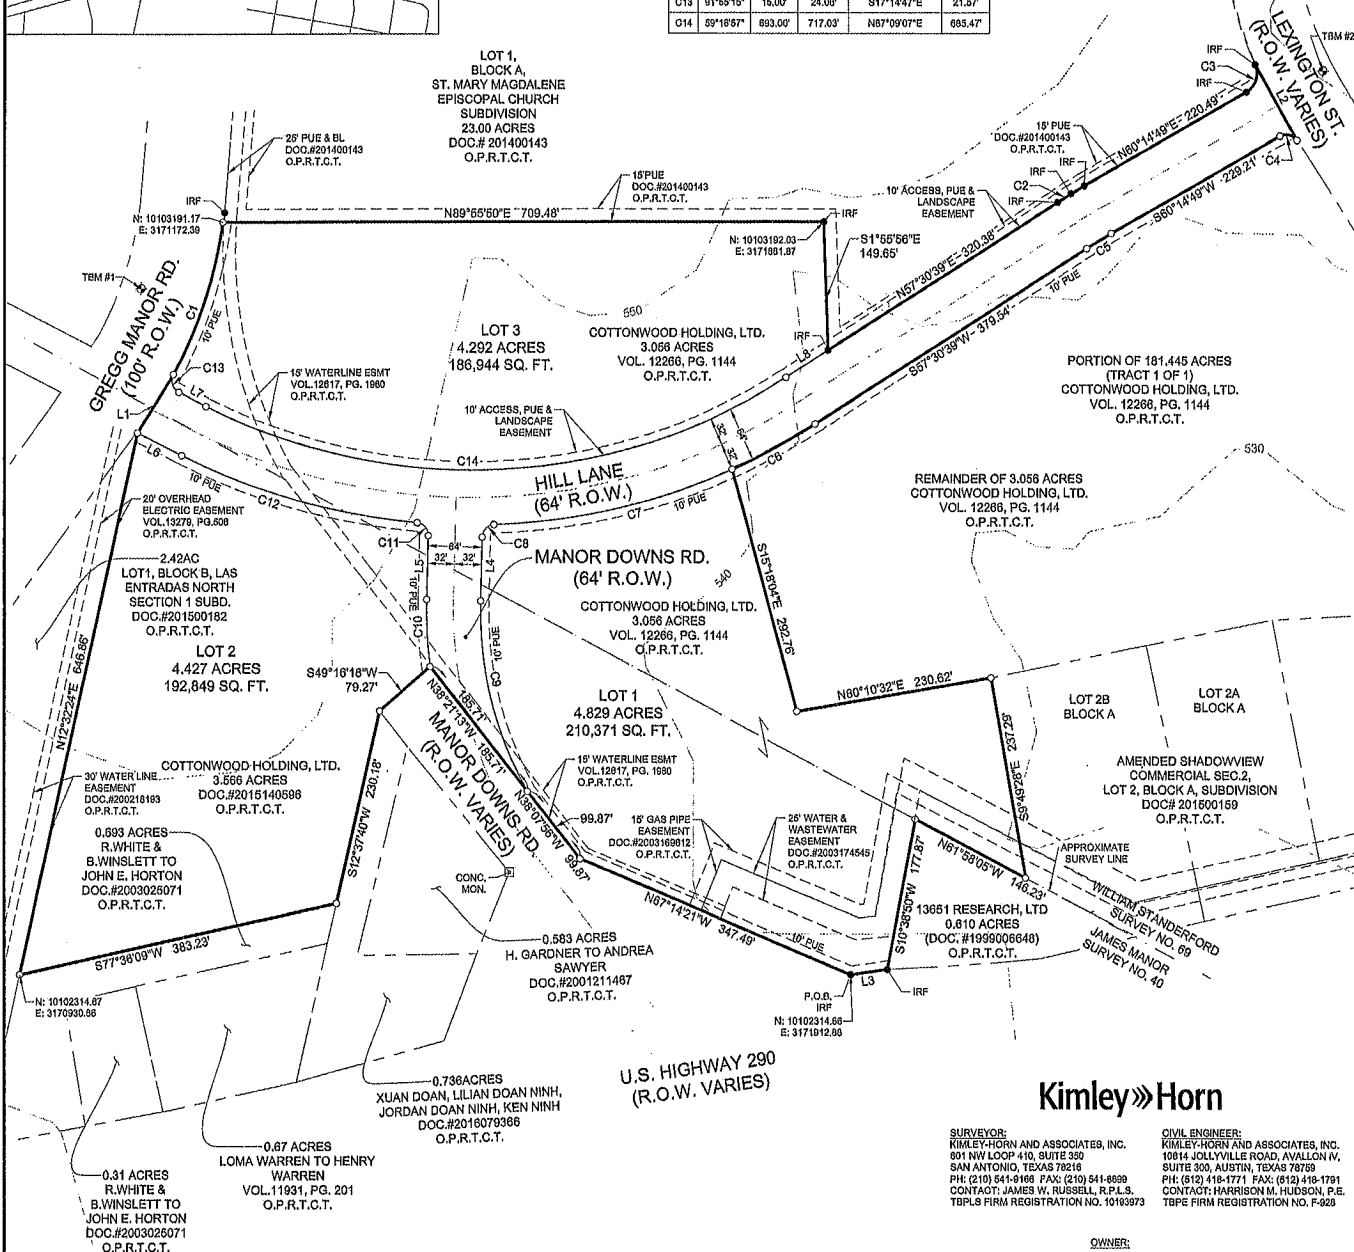 C13 91°55'15" 15.00' 24.06' S17°14'47"E 21.57'
C14 59°16'57" 693.00' 717.03' N87°09'07"E 685.47'
LOT 1,
BLOCK A,
ST. MARY MAGDALENE
EPISCOPAL CHURCH
SUBDIVISION
23.00 ACRES
DOC.# 201400143
O.P.R.T.C.T.
LEXINGTON ST.
(R.O.W. VARIES)
TBM #2
IRF
C3
IRF
L2
C4
25' PUE & BL
DOC.#201400143
O.P.R.T.C.T.
15' PUE
DOC.#201400143
O.P.R.T.C.T.
N60°14'49"E- 220.49'
15'PUE
DOC.#201400143
O.P.R.T.C.T.
10' ACCESS, PUE &
LANDSCAPE
EASEMENT
IRF
IRF
C2
IRF
S60°14'49"W -229.21'
IRF
N: 10103191.17
E: 3171172.39
N89°55'50"E 709.48'
IRF
N: 10103192.03
E: 3171881.87
S1°55'56"E
149.65'
N57°30'39"E - 320.38'
C5
10' PUE
TBM #1
GREGG MANOR RD.
(100' R.O.W.)
C1
10' PUE
550
LOT 3
4.292 ACRES
186,944 SQ. FT.
COTTONWOOD HOLDING, LTD.
3.056 ACRES
VOL. 12266, PG. 1144
O.P.R.T.C.T.
IRF
L8
S57°30'39"W - 379.54'
PORTION OF 181.445 ACRES
(TRACT 1 OF 1)
COTTONWOOD HOLDING, LTD.
VOL. 12266, PG. 1144
O.P.R.T.C.T.
C13
L7
15' WATERLINE ESMT
VOL.12617, PG. 1980
O.P.R.T.C.T.
L1
10' ACCESS, PUE &
LANDSCAPE
EASEMENT
32'
32'
64'
C6
C14
530
L6
10' PUE
C12
HILL LANE
(64' R.O.W.)
C7
10' PUE
REMAINDER OF 3.056 ACRES
COTTONWOOD HOLDING, LTD.
VOL. 12266, PG. 1144
O.P.R.T.C.T.
20' OVERHEAD
ELECTRIC EASEMENT
VOL.13279, PG.508
O.P.R.T.C.T.
C11
C8
64'
32' 32'
L5
L4
10' PUE
C10
MANOR DOWNS RD.
(64' R.O.W.)
540
S15°18'04"E 292.76'
2.42AC
LOT1, BLOCK B, LAS
ENTRADAS NORTH
SECTION 1 SUBD.
DOC.#201500182
O.P.R.T.C.T.
COTTONWOOD HOLDING, LTD.
3.056 ACRES
VOL. 12266, PG. 1144
O.P.R.T.C.T.
LOT 2
4.427 ACRES
192,849 SQ. FT.
S49°16'18"W
79.27'
10' PUE
C9
N12°32'24"E 646.86'
N38°21'13"W 185.71'
185.71'
LOT 1
4.829 ACRES
210,371 SQ. FT.
N80°10'32"E 230.62'
LOT 2B
BLOCK A
LOT 2A
BLOCK A
S9°49'28"E 237.29'
MANOR DOWNS RD.
(R.O.W. VARIES)
COTTONWOOD HOLDING, LTD.
3.566 ACRES
DOC.#2015140596
O.P.R.T.C.T.
30' WATER LINE
EASEMENT
DOC.#200218193
O.P.R.T.C.T.
15' WATERLINE ESMT
VOL.12617, PG. 1980
O.P.R.T.C.T.
AMENDED SHADOWVIEW
COMMERCIAL SEC.2,
LOT 2, BLOCK A, SUBDIVISION
DOC# 201500159
O.P.R.T.C.T.
S12°37'40"W 230.18'
N38°07'56"W 99.87'
99.87'
15' GAS PIPE
EASEMENT
DOC.#2003169612
O.P.R.T.C.T.
25' WATER &
WASTEWATER
EASEMENT
DOC.#2003174545
O.P.R.T.C.T.
0.693 ACRES
R.WHITE &
B.WINSLETT TO
JOHN E. HORTON
DOC.#2003025071
O.P.R.T.C.T.
CONC.
MON.
S10°38'50"W 177.87'
N61°58'05"W 146.23'
APPROXIMATE
SURVEY LINE
WILLIAM STANDERFORD
SURVEY NO. 69
JAMES MANOR
SURVEY NO. 40
N67°14'21"W 347.49'
10' PUE
13651 RESEARCH, LTD
0.610 ACRES
(DOC. #1999006648)
O.P.R.T.C.T.
S77°36'09"W 383.23'
0.583 ACRES
H. GARDNER TO ANDREA
SAWYER
DOC.#2001211467
O.P.R.T.C.T.
N: 10102314.87
E: 3170930.86
L3
IRF
P.O.B.
IRF
N: 10102314.66
E: 3171912.88
U.S. HIGHWAY 290
(R.O.W. VARIES)
0.736ACRES
XUAN DOAN, LILIAN DOAN NINH,
JORDAN DOAN NINH, KEN NINH
DOC.#2016079366
O.P.R.T.C.T.
0.67 ACRES
LOMA WARREN TO HENRY
WARREN
VOL.11931, PG. 201
O.P.R.T.C.T.
0.31 ACRES
R.WHITE &
B.WINSLETT TO
JOHN E. HORTON
DOC.#2003025071
O.P.R.T.C.T.
Kimley»Horn
SURVEYOR:
KIMLEY-HORN AND ASSOCIATES, INC.
601 NW LOOP 410, SUITE 350
SAN ANTONIO, TEXAS 78216
PH: (210) 541-9166 FAX: (210) 541-8699
CONTACT: JAMES W. RUSSELL, R.P.L.S.
TBPLS FIRM REGISTRATION NO. 10193973
CIVIL ENGINEER:
KIMLEY-HORN AND ASSOCIATES, INC.
10814 JOLLYVILLE ROAD, AVALLON IV,
SUITE 300, AUSTIN, TEXAS 78759
PH: (512) 418-1771 FAX: (512) 418-1791
CONTACT: HARRISON M. HUDSON, P.E.
TBPE FIRM REGISTRATION NO. F-928
OWNER: